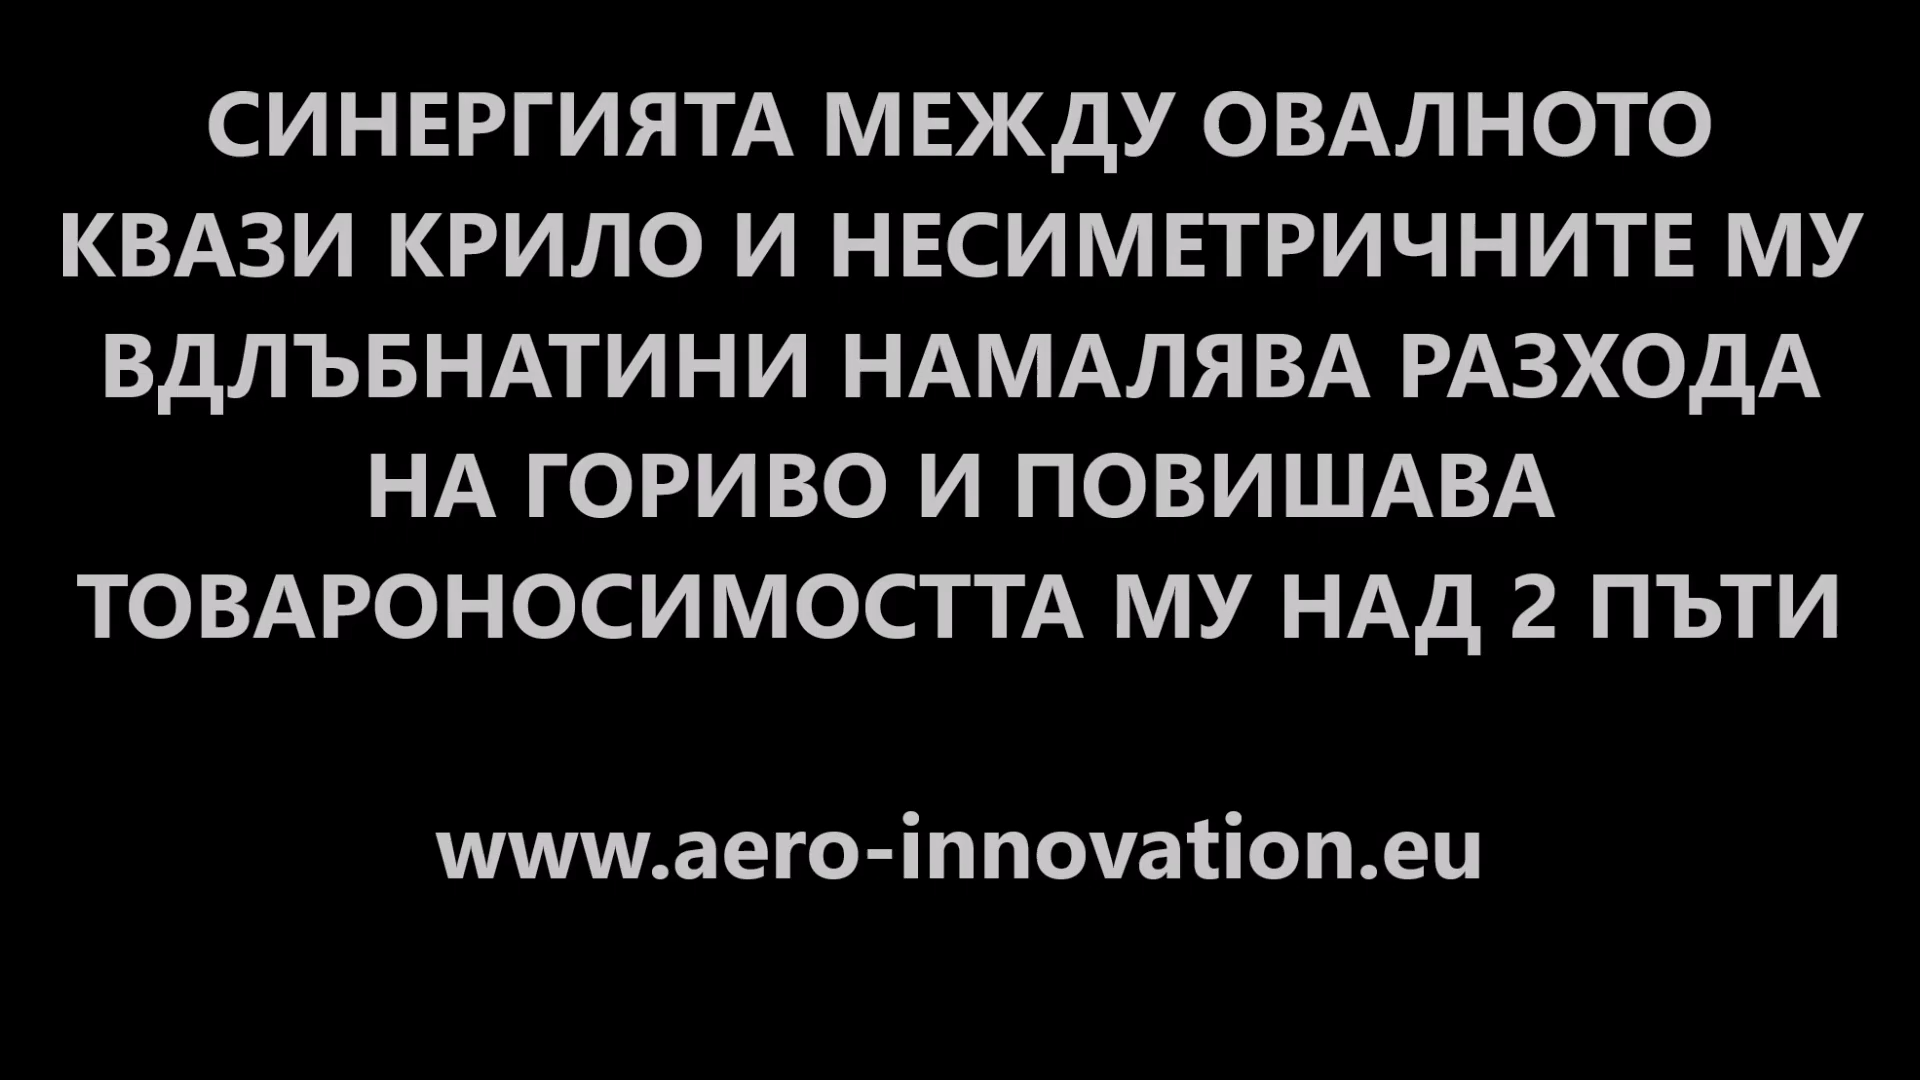 СИНЕРГИЯТА МЕЖДУ ОВАЛНОТО
КВАЗИ КРИЛО И НЕСИМЕТРИЧНИТЕ МУ
ВДЛЪБНАТИНИ НАМАЛЯВА РАЗХОДА
НА ГОРИВО И ПОВИШАВА
ТОВАРОНОСИМОСТТА МУ НАД 2 ПЪТИ
www.aero-innovation.eu